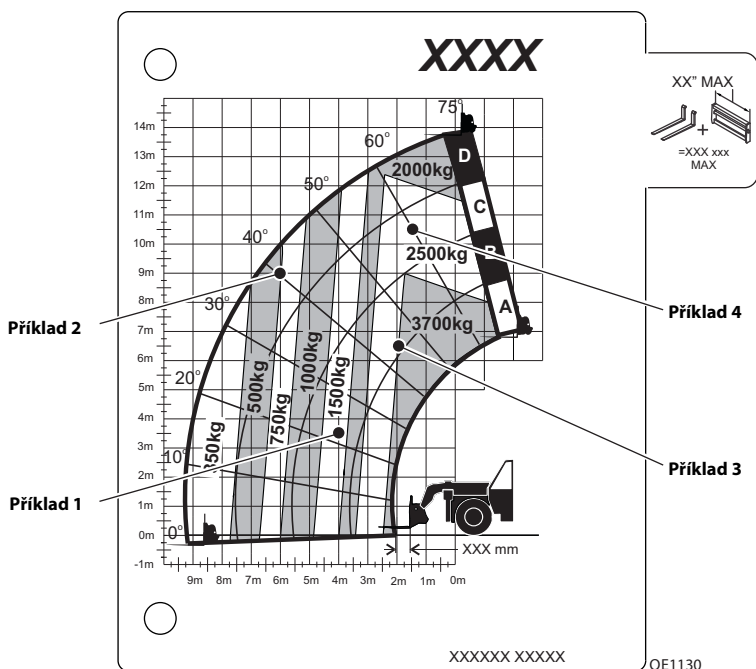 XXXX
XX” MAX
+
=XXX xxx
MAX
75°
60°
50°
40°
30°
20°
10°
0°
14m
13m
12m
11m
10m
9m
8m
7m
6m
5m
4m
3m
2m
1m
0m
-1m
D
C
B
A
2000kg
2500kg
3700kg
1500kg
1000kg
750kg
500kg
350kg
Příklad 2
Příklad 4
Příklad 1
Příklad 3
XXX mm
9m 8m 7m 6m 5m 4m 3m 2m 1m 0m
XXXXXX XXXXX
OE1130